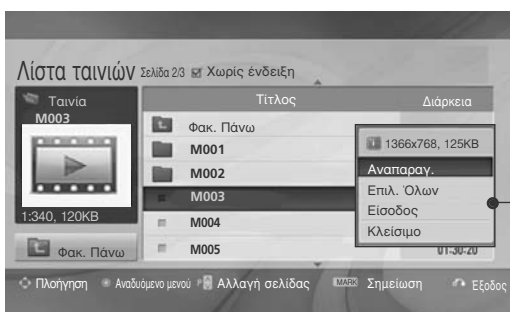 Λίστα ταινιών Σελίδα 2/3 Χωρίς ένδειξη
Ταινία
M003
1:340, 120KB
Φακ. Πάνω
Τίτλος
Διάρκεια
Φακ. Πάνω
M001
M002
M003
M004
M005
01:30:20
1366x768, 125KB
Αναπαραγ.
Επιλ. Όλων
Είσοδος
Κλείσιμο
Πλοήγηση Αναδυόμενο μενού P Αλλαγή σελίδας MARK Σημείωση Εξοδος